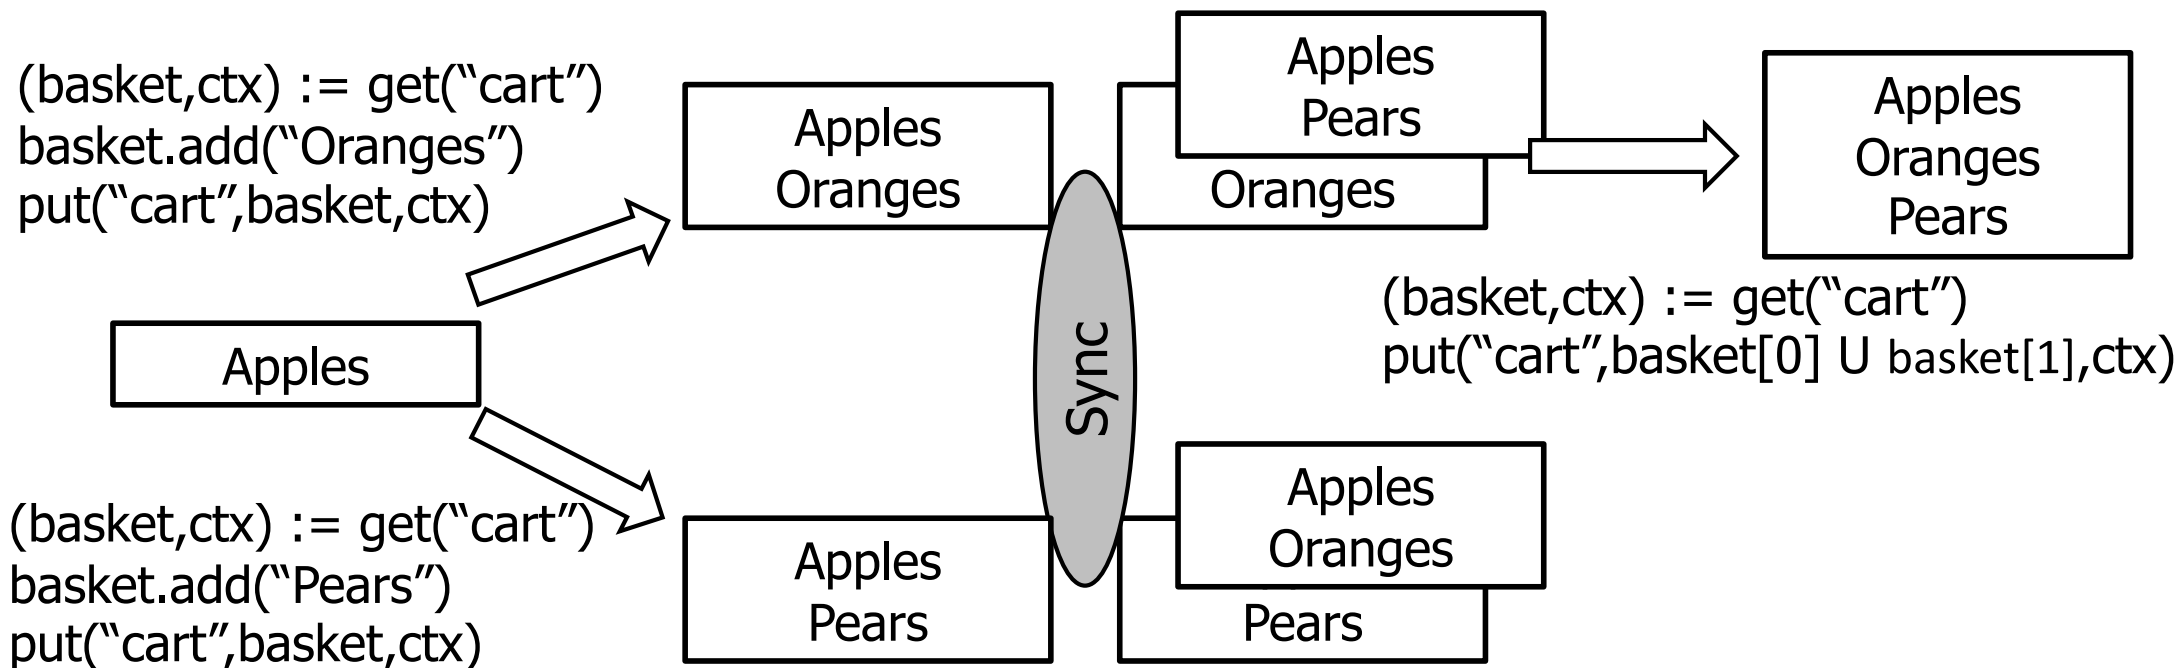 (basket,ctx) := get(“cart”)
basket.add(“Oranges”)
put(“cart”,basket,ctx)
Apples
Oranges
Apples
Pears
Oranges
Apples
Oranges
Pears
Apples
Sync
(basket,ctx) := get(“cart”)
put(“cart”,basket[0] U basket[1],ctx)
(basket,ctx) := get(“cart”)
basket.add(“Pears”)
put(“cart”,basket,ctx)
Apples
Pears
Apples
Oranges
Pears